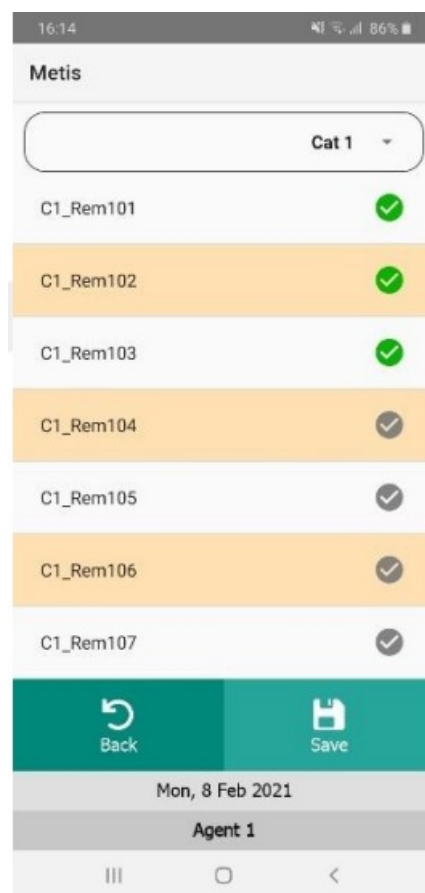 16:14 86%
Metis
Cat 1
C1_Rem101
C1_Rem102
C1_Rem103
C1_Rem104
C1_Rem105
C1_Rem106
C1_Rem107
Back Save
Mon, 8 Feb 2021
Agent 1